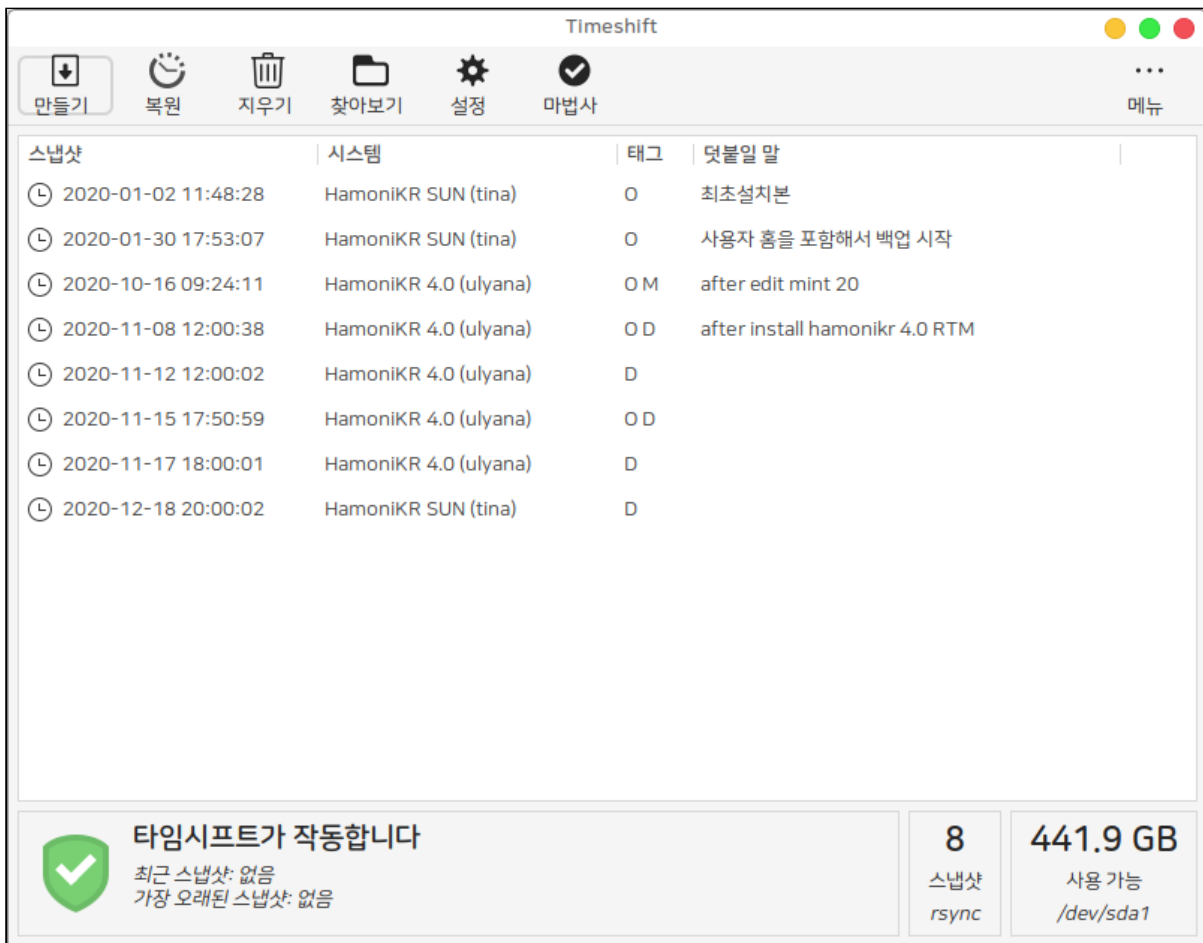 Timeshift
만들기 복원 지우기 찾아보기 설정 마법사 메뉴
스냅샷 시스템 태그 덧붙일 말
2020-01-02 11:48:28 HamoniKR SUN (tina) O 최초설치본
2020-01-30 17:53:07 HamoniKR SUN (tina) O 사용자 홈을 포함해서 백업 시작
2020-10-16 09:24:11 HamoniKR 4.0 (ulyana) O M after edit mint 20
2020-11-08 12:00:38 HamoniKR 4.0 (ulyana) O D after install hamonikr 4.0 RTM
2020-11-12 12:00:02 HamoniKR 4.0 (ulyana) D
2020-11-15 17:50:59 HamoniKR 4.0 (ulyana) O D
2020-11-17 18:00:01 HamoniKR 4.0 (ulyana) D
2020-12-18 20:00:02 HamoniKR SUN (tina) D
타임시프트가 작동합니다
최근 스냅샷: 없음
가장 오래된 스냅샷: 없음
8
스냅샷
rsync
441.9 GB
사용 가능
/dev/sda1